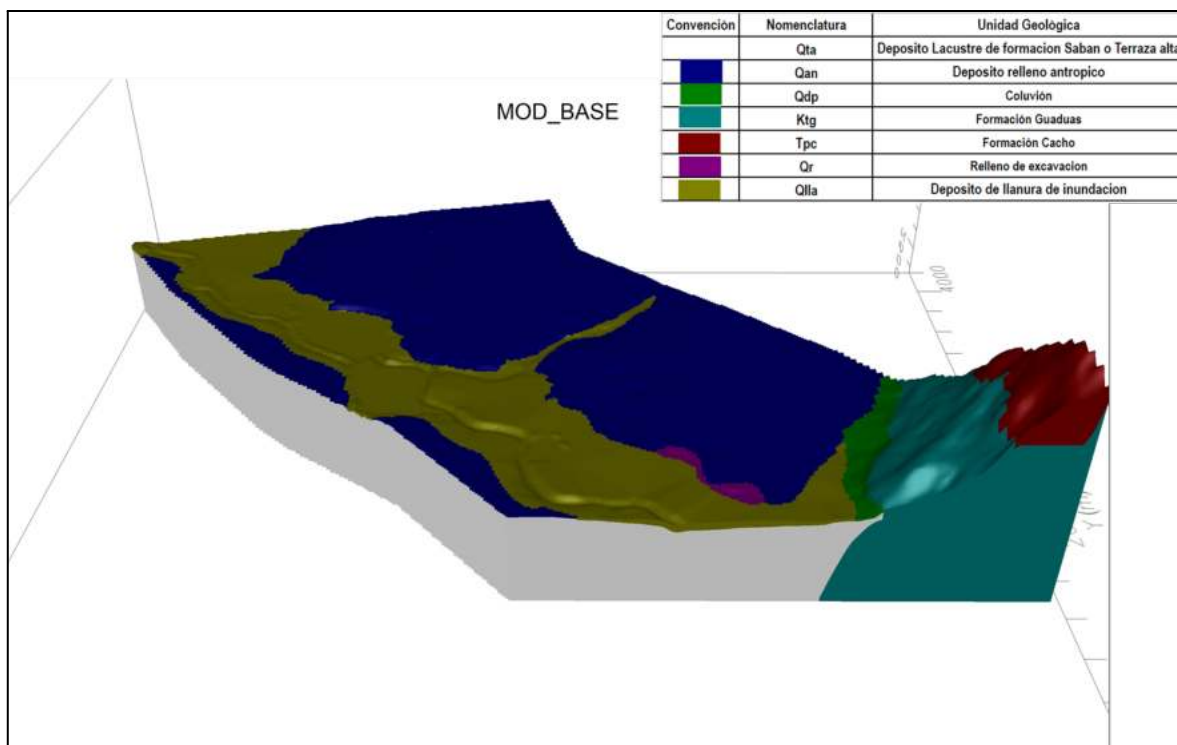 Convención Nomenclatura Unidad Geológica
Qta Deposito Lacustre de formacion Saban o Terraza alta
Qan Deposito relleno antropico
Qdp Coluvión
Ktg Formación Guaduas
Tpc Formación Cacho
Qr Relleno de excavacion
Qlla Deposito de llanura de inundacion
MOD_BASE